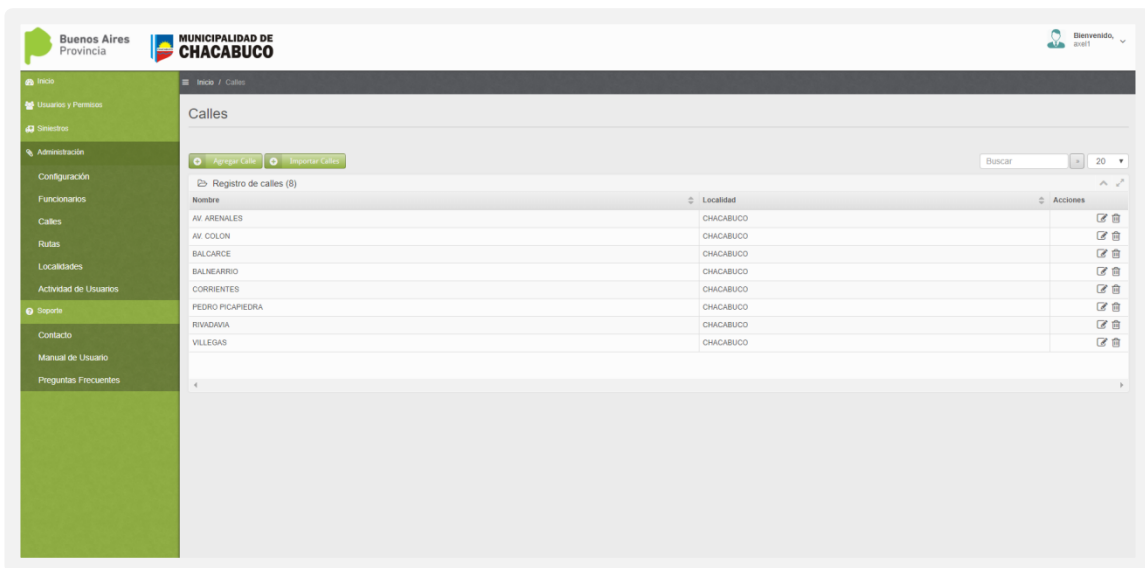 Buenos Aires
Provincia
MUNICIPALIDAD DE
CHACABUCO
Bienvenido,
axel1
Inicio
Usuarios y Permisos
Siniestros
Administración
Configuración
Funcionarios
Calles
Rutas
Localidades
Actividad de Usuarios
Soporte
Contacto
Manual de Usuario
Preguntas Frecuentes
Inicio / Calles
Calles
Agregar Calle Importar Calles
Buscar 20
Registro de calles (8)
Nombre Localidad Acciones
AV. ARENALES CHACABUCO
AV. COLON CHACABUCO
BALCARCE CHACABUCO
BALNEARRIO CHACABUCO
CORRIENTES CHACABUCO
PEDRO PICAPIEDRA CHACABUCO
RIVADAVIA CHACABUCO
VILLEGAS CHACABUCO